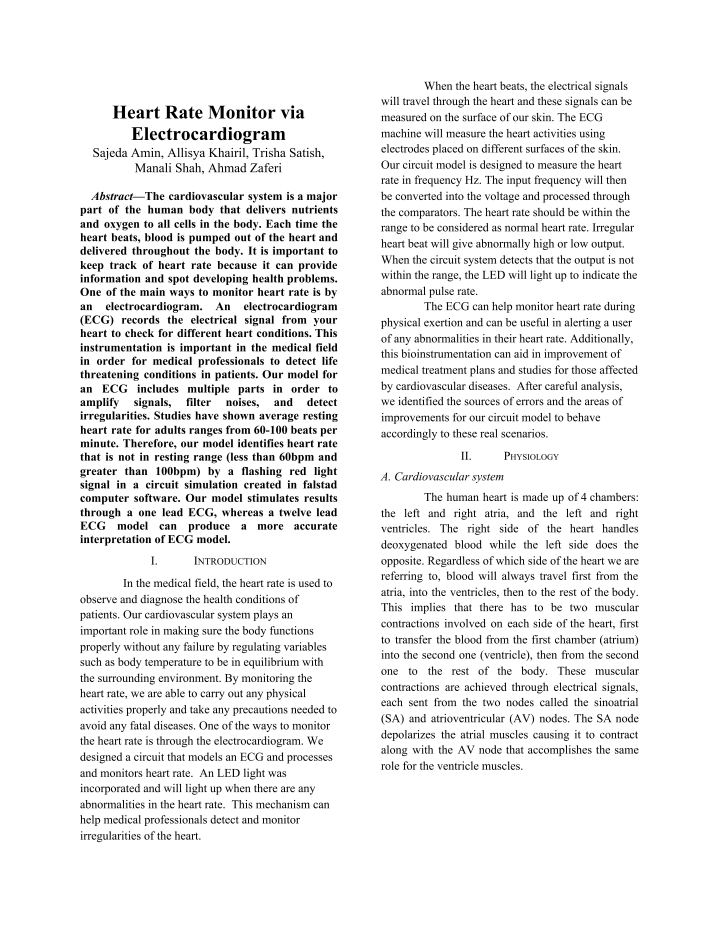 Heart Rate Monitor via
Electrocardiogram
Sajeda Amin, Allisya Khairil, Trisha Satish,
Manali Shah, Ahmad Zaferi
Abstract—The cardiovascular system is a major
part of the human body that delivers nutrients
and oxygen to all cells in the body. Each time the
heart beats, blood is pumped out of the heart and
delivered throughout the body. It is important to
keep track of heart rate because it can provide
information and spot developing health problems.
One of the main ways to monitor heart rate is by
an electrocardiogram. An electrocardiogram
(ECG) records the electrical signal from your
heart to check for different heart conditions. This
instrumentation is important in the medical field
in order for medical professionals to detect life
threatening conditions in patients. Our model for
an ECG includes multiple parts in order to
amplify signals, filter noises, and detect
irregularities. Studies have shown average resting
heart rate for adults ranges from 60-100 beats per
minute. Therefore, our model identifies heart rate
that is not in resting range (less than 60bpm and
greater than 100bpm) by a flashing red light
signal in a circuit simulation created in falstad
computer software. Our model stimulates results
through a one lead ECG, whereas a twelve lead
ECG model can produce a more accurate
interpretation of ECG model.
I. INTRODUCTION
In the medical field, the heart rate is used to
observe and diagnose the health conditions of
patients. Our cardiovascular system plays an
important role in making sure the body functions
properly without any failure by regulating variables
such as body temperature to be in equilibrium with
the surrounding environment. By monitoring the
heart rate, we are able to carry out any physical
activities properly and take any precautions needed to
avoid any fatal diseases. One of the ways to monitor
the heart rate is through the electrocardiogram. We
designed a circuit that models an ECG and processes
and monitors heart rate. An LED light was
incorporated and will light up when there are any
abnormalities in the heart rate. This mechanism can
help medical professionals detect and monitor
irregularities of the heart.
When the heart beats, the electrical signals
will travel through the heart and these signals can be
measured on the surface of our skin. The ECG
machine will measure the heart activities using
electrodes placed on different surfaces of the skin.
Our circuit model is designed to measure the heart
rate in frequency Hz. The input frequency will then
be converted into the voltage and processed through
the comparators. The heart rate should be within the
range to be considered as normal heart rate. Irregular
heart beat will give abnormally high or low output.
When the circuit system detects that the output is not
within the range, the LED will light up to indicate the
abnormal pulse rate.
The ECG can help monitor heart rate during
physical exertion and can be useful in alerting a user
of any abnormalities in their heart rate. Additionally,
this bioinstrumentation can aid in improvement of
medical treatment plans and studies for those affected
by cardiovascular diseases. After careful analysis,
we identified the sources of errors and the areas of
improvements for our circuit model to behave
accordingly to these real scenarios.
II. PHYSIOLOGY
A. Cardiovascular system
The human heart is made up of 4 chambers:
the left and right atria, and the left and right
ventricles. The right side of the heart handles
deoxygenated blood while the left side does the
opposite. Regardless of which side of the heart we are
referring to, blood will always travel first from the
atria, into the ventricles, then to the rest of the body.
This implies that there has to be two muscular
contractions involved on each side of the heart, first
to transfer the blood from the first chamber (atrium)
into the second one (ventricle), then from the second
one to the rest of the body. These muscular
contractions are achieved through electrical signals,
each sent from the two nodes called the sinoatrial
(SA) and atrioventricular (AV) nodes. The SA node
depolarizes the atrial muscles causing it to contract
along with the AV node that accomplishes the same
role for the ventricle muscles.